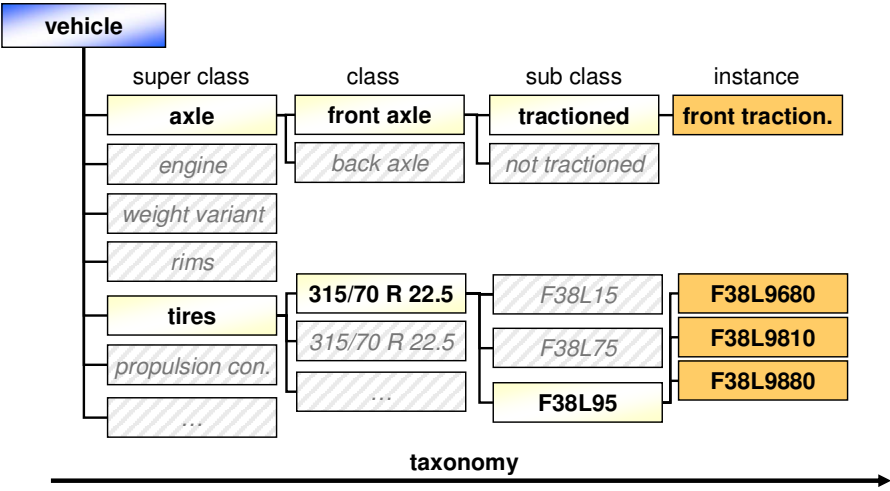 vehicle
super class
class
sub class
instance
axle
front axle
tractioned
front traction.
engine
back axle
not tractioned
weight variant
rims
315/70 R 22.5
F38L15
F38L9680
tires
315/70 R 22.5
F38L75
F38L9810
propulsion con.
...
F38L95
F38L9880
...
taxonomy